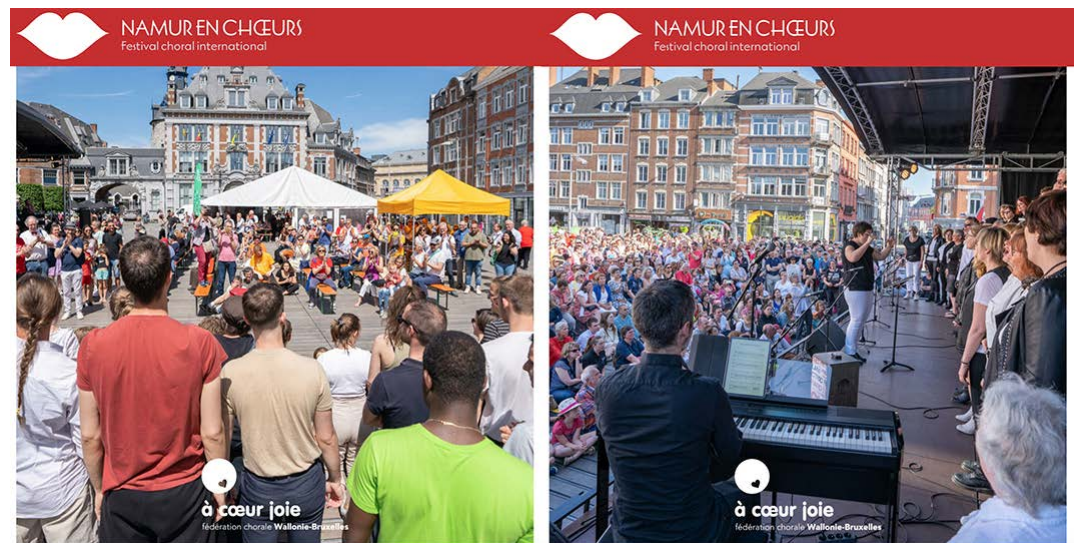 NAMUR EN CHŒURS
Festival choral international
à cœur joie
fédération chorale Wallonie-Bruxelles
NAMUR EN CHŒURS
Festival choral international
à cœur joie
fédération chorale Wallonie-Bruxelles